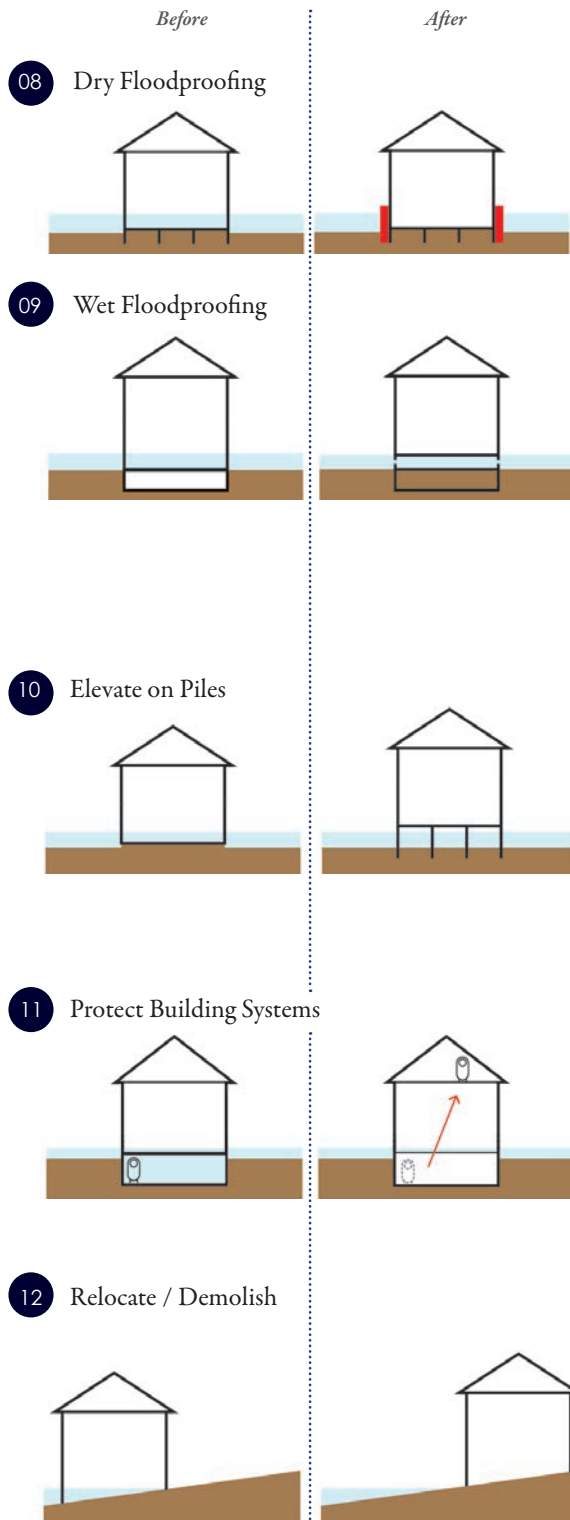 Before After
08 Dry Floodproofing
09 Wet Floodproofing
10 Elevate on Piles
11 Protect Building Systems
12 Relocate / Demolish